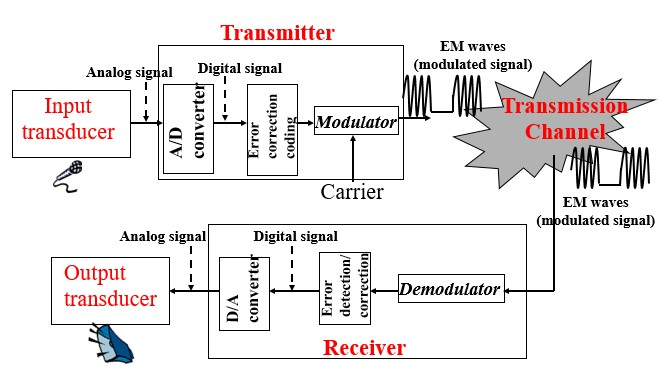 Transmitter
EM waves
(modulated signal)
Analog signal
Digital signal
Input
transducer
A/D
converter
Error
correction
coding
Modulator
Transmission
Channel
Carrier
EM waves
(modulated signal)
Analog signal
Digital signal
Output
transducer
D/A
converter
Error
detection/
correction
Demodulator
Receiver